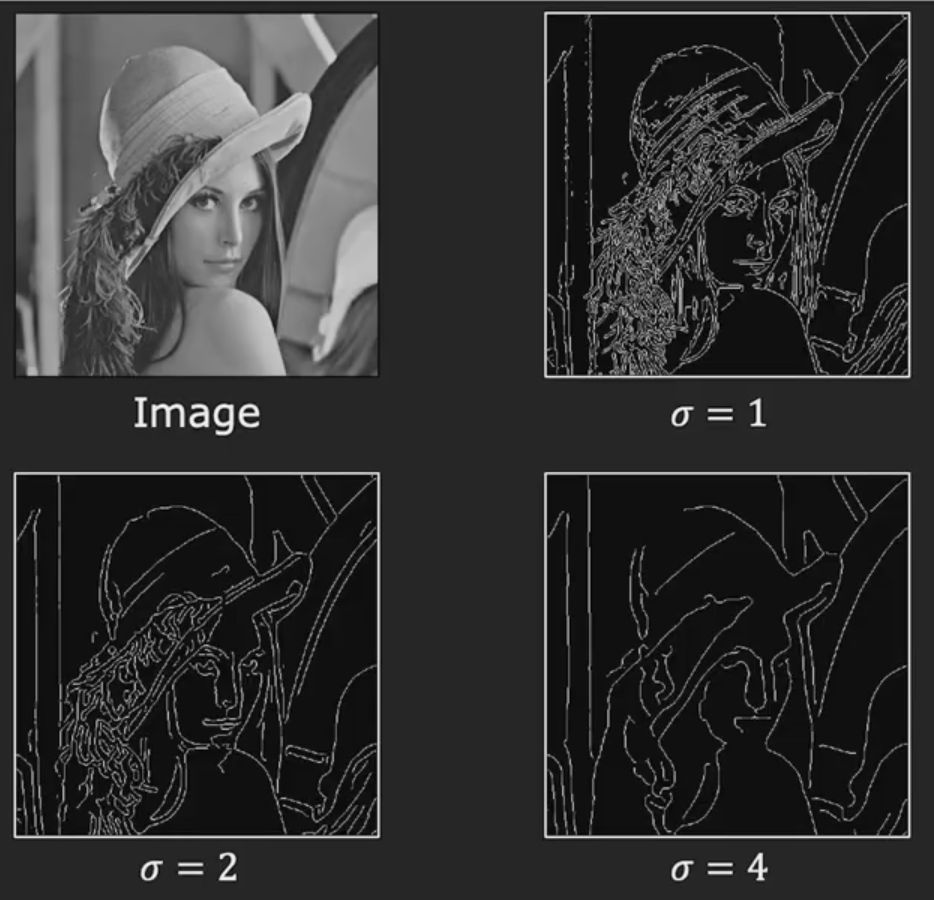 Image
σ = 1
σ = 2
σ = 4